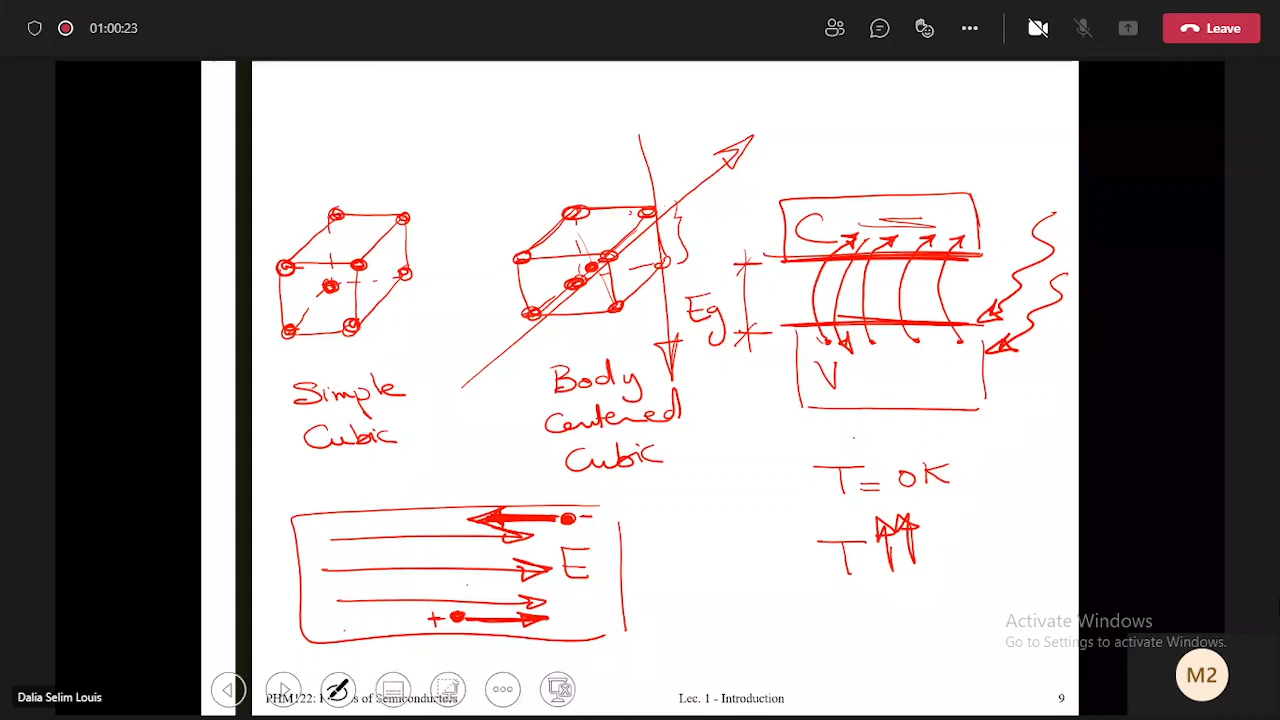 01:00:23
Leave
C
Eg
V
Simple
Cubic
Body
Centered
Cubic
T = 0K
T
-
E
+
Activate Windows
Go to Settings to activate Windows.
M2
Dalia Selim Louis
PHM122: of Semiconductors
Lec. 1 - Introduction
9